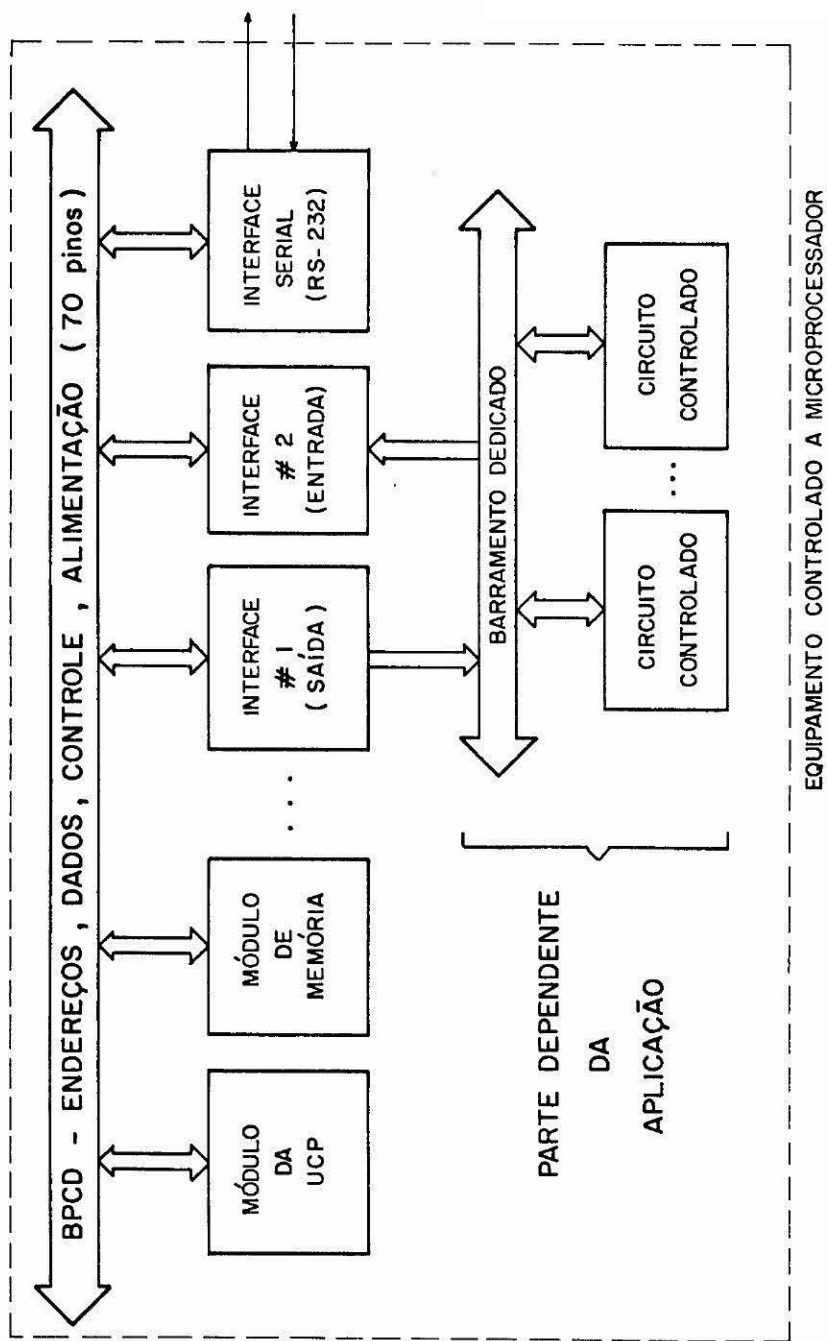 BPCD - ENDEREÇOS, DADOS, CONTROLE, ALIMENTAÇÃO (70 pinos)
MÓDULO
DA
UCP
MÓDULO
DE
MEMÓRIA
. . .
INTERFACE
# 1
(SAÍDA)
INTERFACE
# 2
(ENTRADA)
INTERFACE
SERIAL
(RS-232)
BARRAMENTO DEDICADO
PARTE DEPENDENTE
DA
APLICAÇÃO
CIRCUITO
CONTROLADO
...
CIRCUITO
CONTROLADO
EQUIPAMENTO CONTROLADO A MICROPROCESSADOR